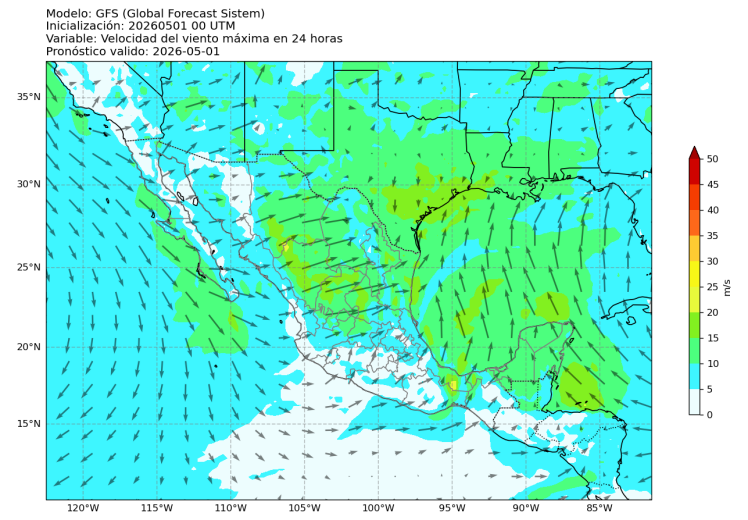 Modelo: GFS (Global Forecast Sistem)
Inicialización: 20260501 00 UTM
Variable: Velocidad del viento máxima en 24 horas
Pronóstico valido: 2026-05-01
35°N
30°N
25°N
20°N
15°N
120°W 115°W 110°W 105°W 100°W 95°W 90°W 85°W
50
45
40
35
30
25
20
15
10
5
0
m/s